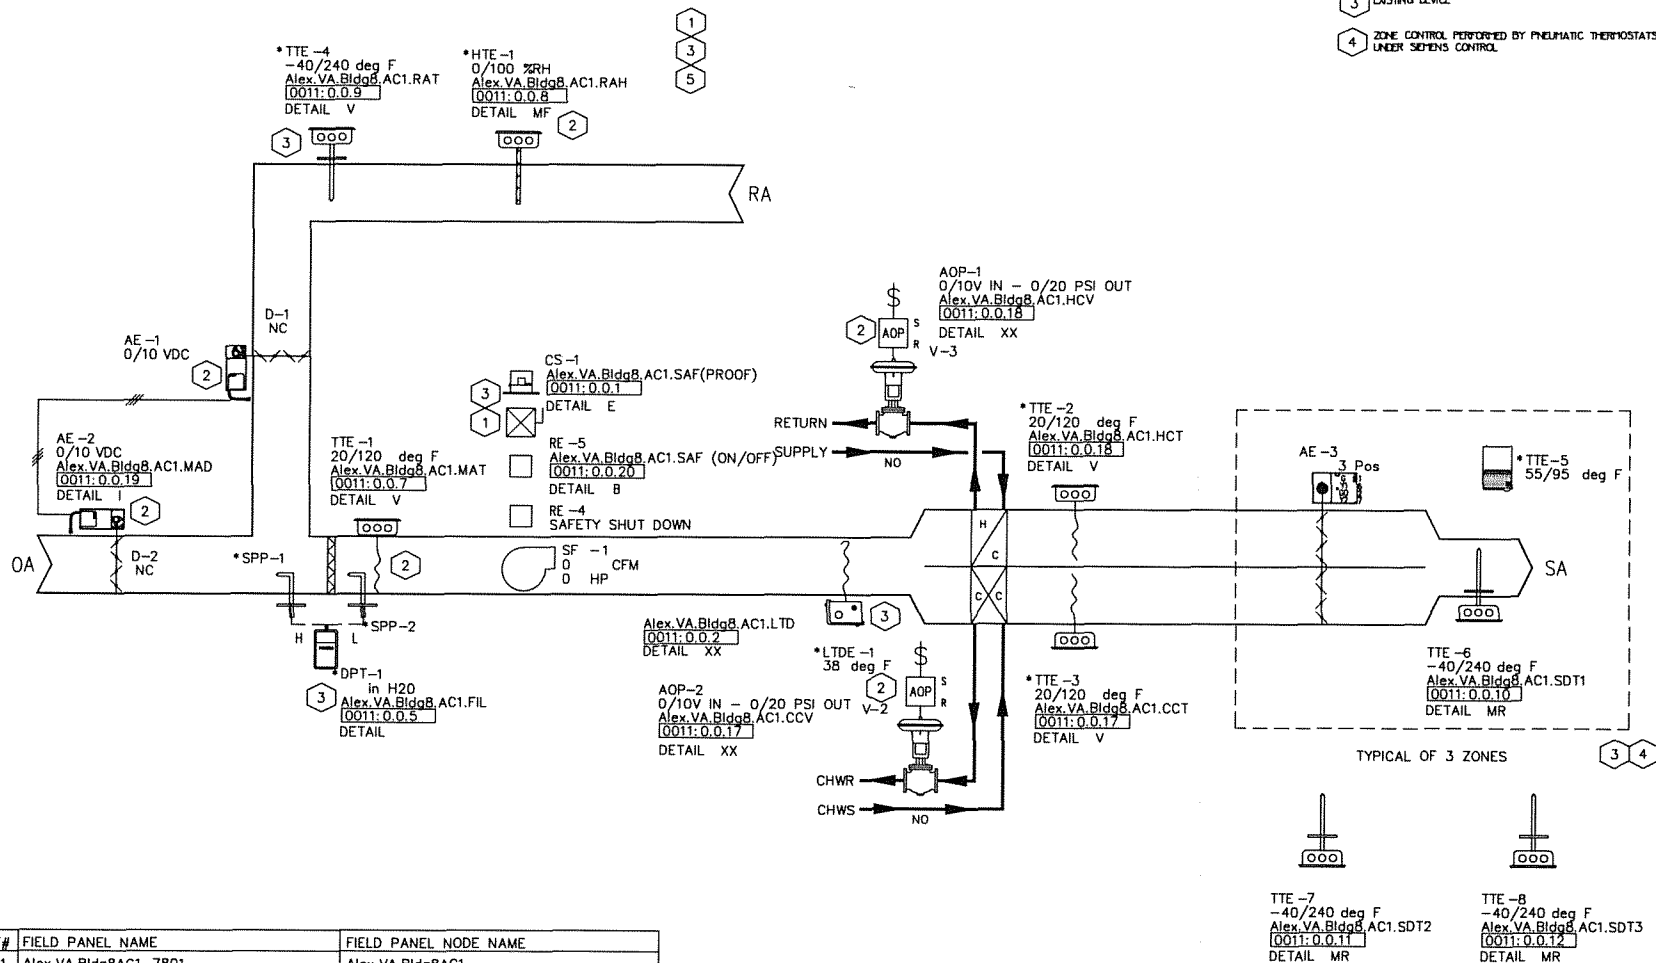 3 EXISTING DEVICE
4 ZONE CONTROL PERFORMED BY PNEUMATIC THERMOSTATS
UNDER SIEMENS CONTROL
1
3
5
*TTE-4
-40/240 deg F
Alex.VA.Bldg8.AC1.RAT
0011:0.0.9
DETAIL V
3
*HTE-1
0/100 %RH
Alex.VA.Bldg8.AC1.RAH
0011:0.0.8
DETAIL MF
2
RA
D-1
NC
AE-1
0/10 VDC
2
AE-2
0/10 VDC
Alex.VA.Bldg8.AC1.MAD
0011:0.0.19
DETAIL I
2
OA
D-2
NC
*SPP-1
*SPP-2
H L
*DPT-1
in H20
3
Alex.VA.Bldg8.AC1.FIL
0011:0.0.5
DETAIL
TTE-1
20/120 deg F
Alex.VA.Bldg8.AC1.MAT
0011:0.0.7
DETAIL V
2
3
CS-1
Alex.VA.Bldg8.AC1.SAF(PROOF)
0011:0.0.1
DETAIL E
1
RE-5
Alex.VA.Bldg8.AC1.SAF (ON/OFF)
0011:0.0.20
DETAIL B
RE-4
SAFETY SHUT DOWN
SF -1
0 CFM
0 HP
AOP-1
0/10V IN - 0/20 PSI OUT
Alex.VA.Bldg8.AC1.HCV
0011:0.0.18
DETAIL XX
$
2
AOP
S
R
V-3
RETURN
SUPPLY
NO
*TTE-2
20/120 deg F
Alex.VA.Bldg8.AC1.HCT
0011:0.0.18
DETAIL V
H
C
C C
Alex.VA.Bldg8.AC1.LTD
0011:0.0.2
DETAIL XX
3
*LTDE-1
38 deg F
AOP-2
0/10V IN - 0/20 PSI OUT
Alex.VA.Bldg8.AC1.CCV
0011:0.0.17
DETAIL XX
$
2
AOP
S
R
V-2
CHWR
CHWS
NO
*TTE-3
20/120 deg F
Alex.VA.Bldg8.AC1.CCT
0011:0.0.17
DETAIL V
AE-3
3 Pos
*TTE-5
55/95 deg F
SA
TTE-6
-40/240 deg F
Alex.VA.Bldg8.AC1.SDT1
0011:0.0.10
DETAIL MR
TYPICAL OF 3 ZONES
3 4
TTE-7
-40/240 deg F
Alex.VA.Bldg8.AC1.SDT2
0011:0.0.11
DETAIL MR
TTE-8
-40/240 deg F
Alex.VA.Bldg8.AC1.SDT3
0011:0.0.12
DETAIL MR
# FIELD PANEL NAME FIELD PANEL NODE NAME
1 Alex.VA.Bldg8AC1 7801 Alex.VA.Bldg8AC1